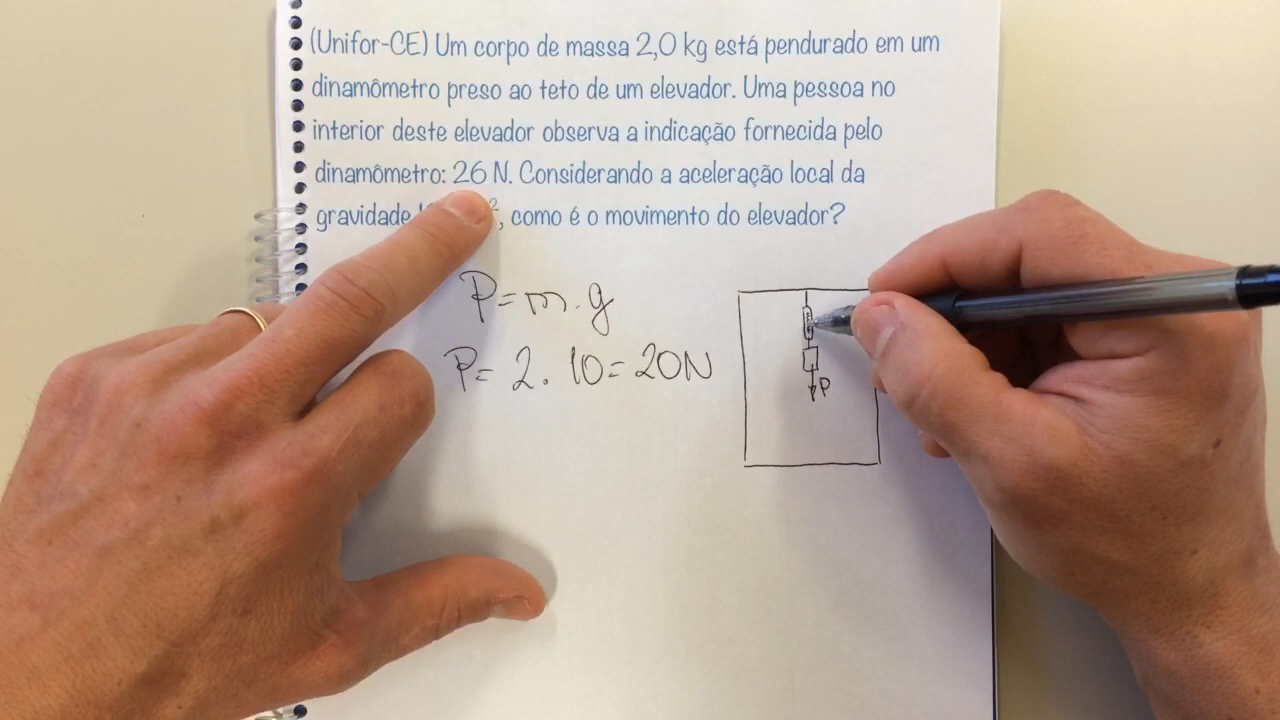 (Unifor-CE) Um corpo de massa 2,0 kg está pendurado em um
dinamômetro preso ao teto de um elevador. Uma pessoa no
interior deste elevador observa a indicação fornecida pelo
dinamômetro: 26 N. Considerando a aceleração local da
gravidade ², como é o movimento do elevador?
P=m.g
P= 2. 10=20N
P